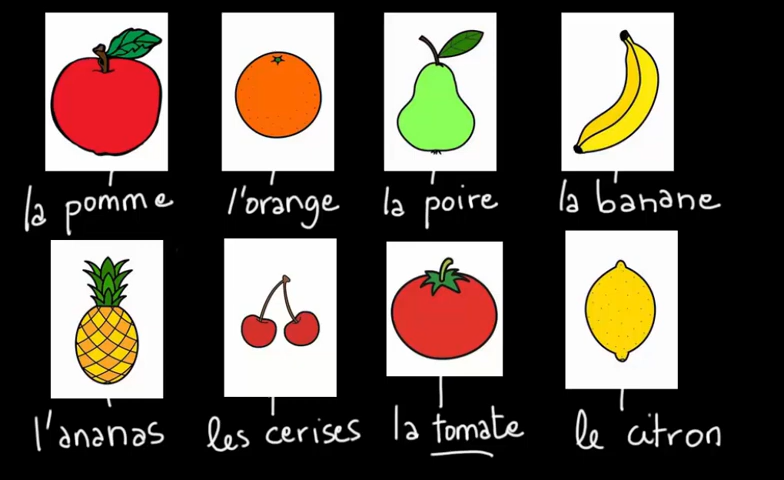 la pomme
l'orange
la poire
la banane
l'ananas
les cerises
la tomate
le citron